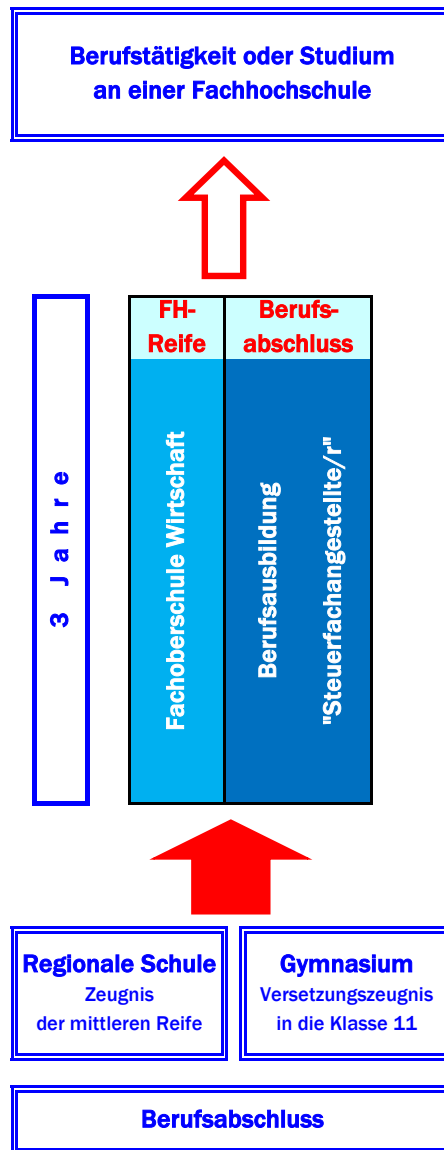 Berufstätigkeit oder Studium
an einer Fachhochschule
FH-
Reife
Berufs-
abschluss
3 Jahre
Fachoberschule Wirtschaft
Berufsausbildung
"Steuerfachangestellte/r"
Regionale Schule
Zeugnis
der mittleren Reife
Gymnasium
Versetzungszeugnis
in die Klasse 11
Berufsabschluss